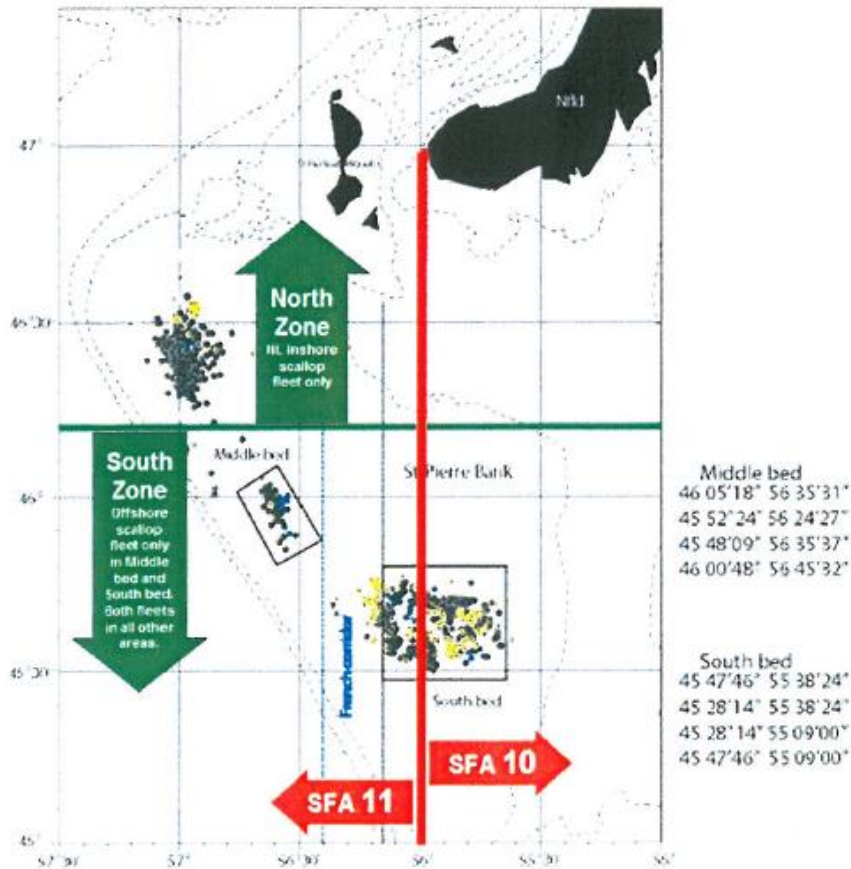 Nfld
47°
North
Zone
Nfl. inshore
scallop
fleet only
46°30'
Middle bed
St. Pierre Bank
South
Zone
Offshore
scallop
fleet only
in Middle
bed and
South bed.
Both fleets
in all other
areas.
46°
Middle bed
46 05'18" 56 35'31"
45 52'24" 56 24'27"
45 48'09" 56 35'37"
46 00'48" 56 45'32"
French corridor
45°30'
South bed
South bed
45 47'46" 55 38'24"
45 28'14" 55 38'24"
45 28'14" 55 09'00"
45 47'46" 55 09'00"
SFA 10
SFA 11
45°
57°30'
57°
56°30'
56°
55°30'
55°